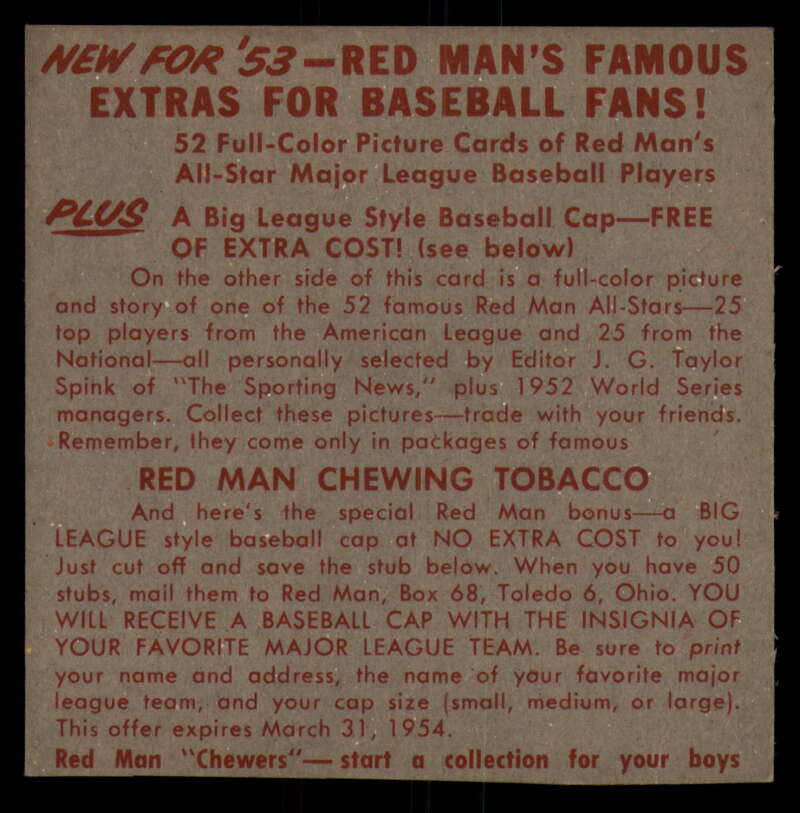 NEW FOR '53—RED MAN'S FAMOUS
EXTRAS FOR BASEBALL FANS!
52 Full-Color Picture Cards of Red Man's
All-Star Major League Baseball Players
PLUS A Big League Style Baseball Cap—FREE
OF EXTRA COST! (see below)
On the other side of this card is a full-color picture
and story of one of the 52 famous Red Man All-Stars—25
top players from the American League and 25 from the
National—all personally selected by Editor J. G. Taylor
Spink of "The Sporting News," plus 1952 World Series
managers. Collect these pictures—trade with your friends.
Remember, they come only in packages of famous
RED MAN CHEWING TOBACCO
And here's the special Red Man bonus—a BIG
LEAGUE style baseball cap at NO EXTRA COST to you!
Just cut off and save the stub below. When you have 50
stubs, mail them to Red Man, Box 68, Toledo 6, Ohio. YOU
WILL RECEIVE A BASEBALL CAP WITH THE INSIGNIA OF
YOUR FAVORITE MAJOR LEAGUE TEAM. Be sure to print
your name and address, the name of your favorite major
league team, and your cap size (small, medium, or large).
This offer expires March 31, 1954.
Red Man "Chewers"—start a collection for your boys